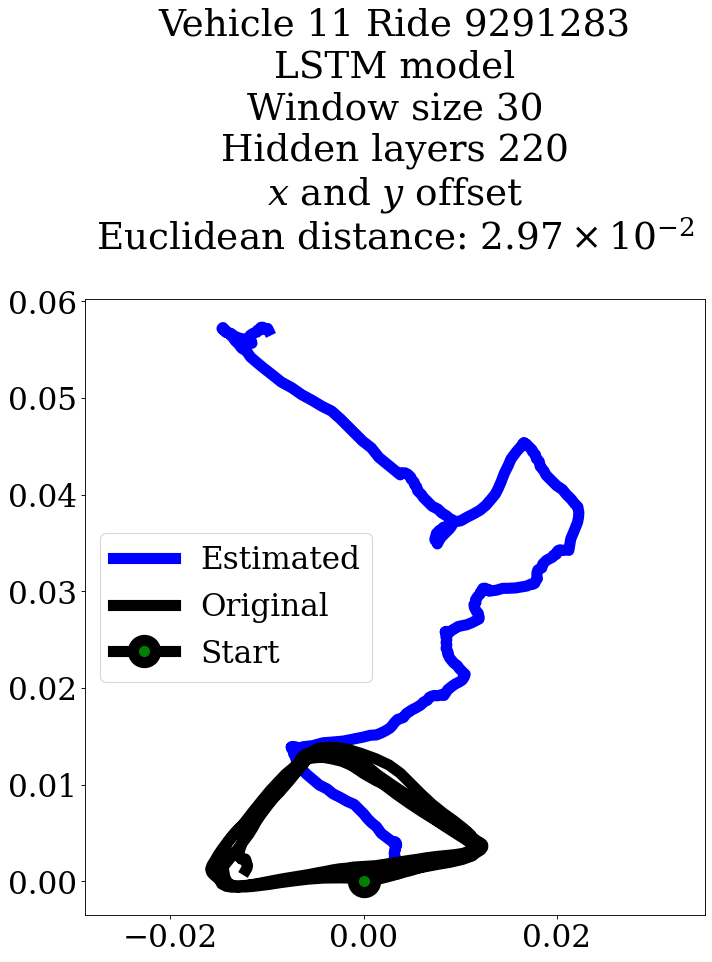 Vehicle 11 Ride 9291283
LSTM model
Window size 30
Hidden layers 220
x and y offset
Euclidean distance: 2.97 × 10⁻²
0.06
0.05
0.04
0.03
0.02
0.01
0.00
Estimated
Original
Start
−0.02
0.00
0.02